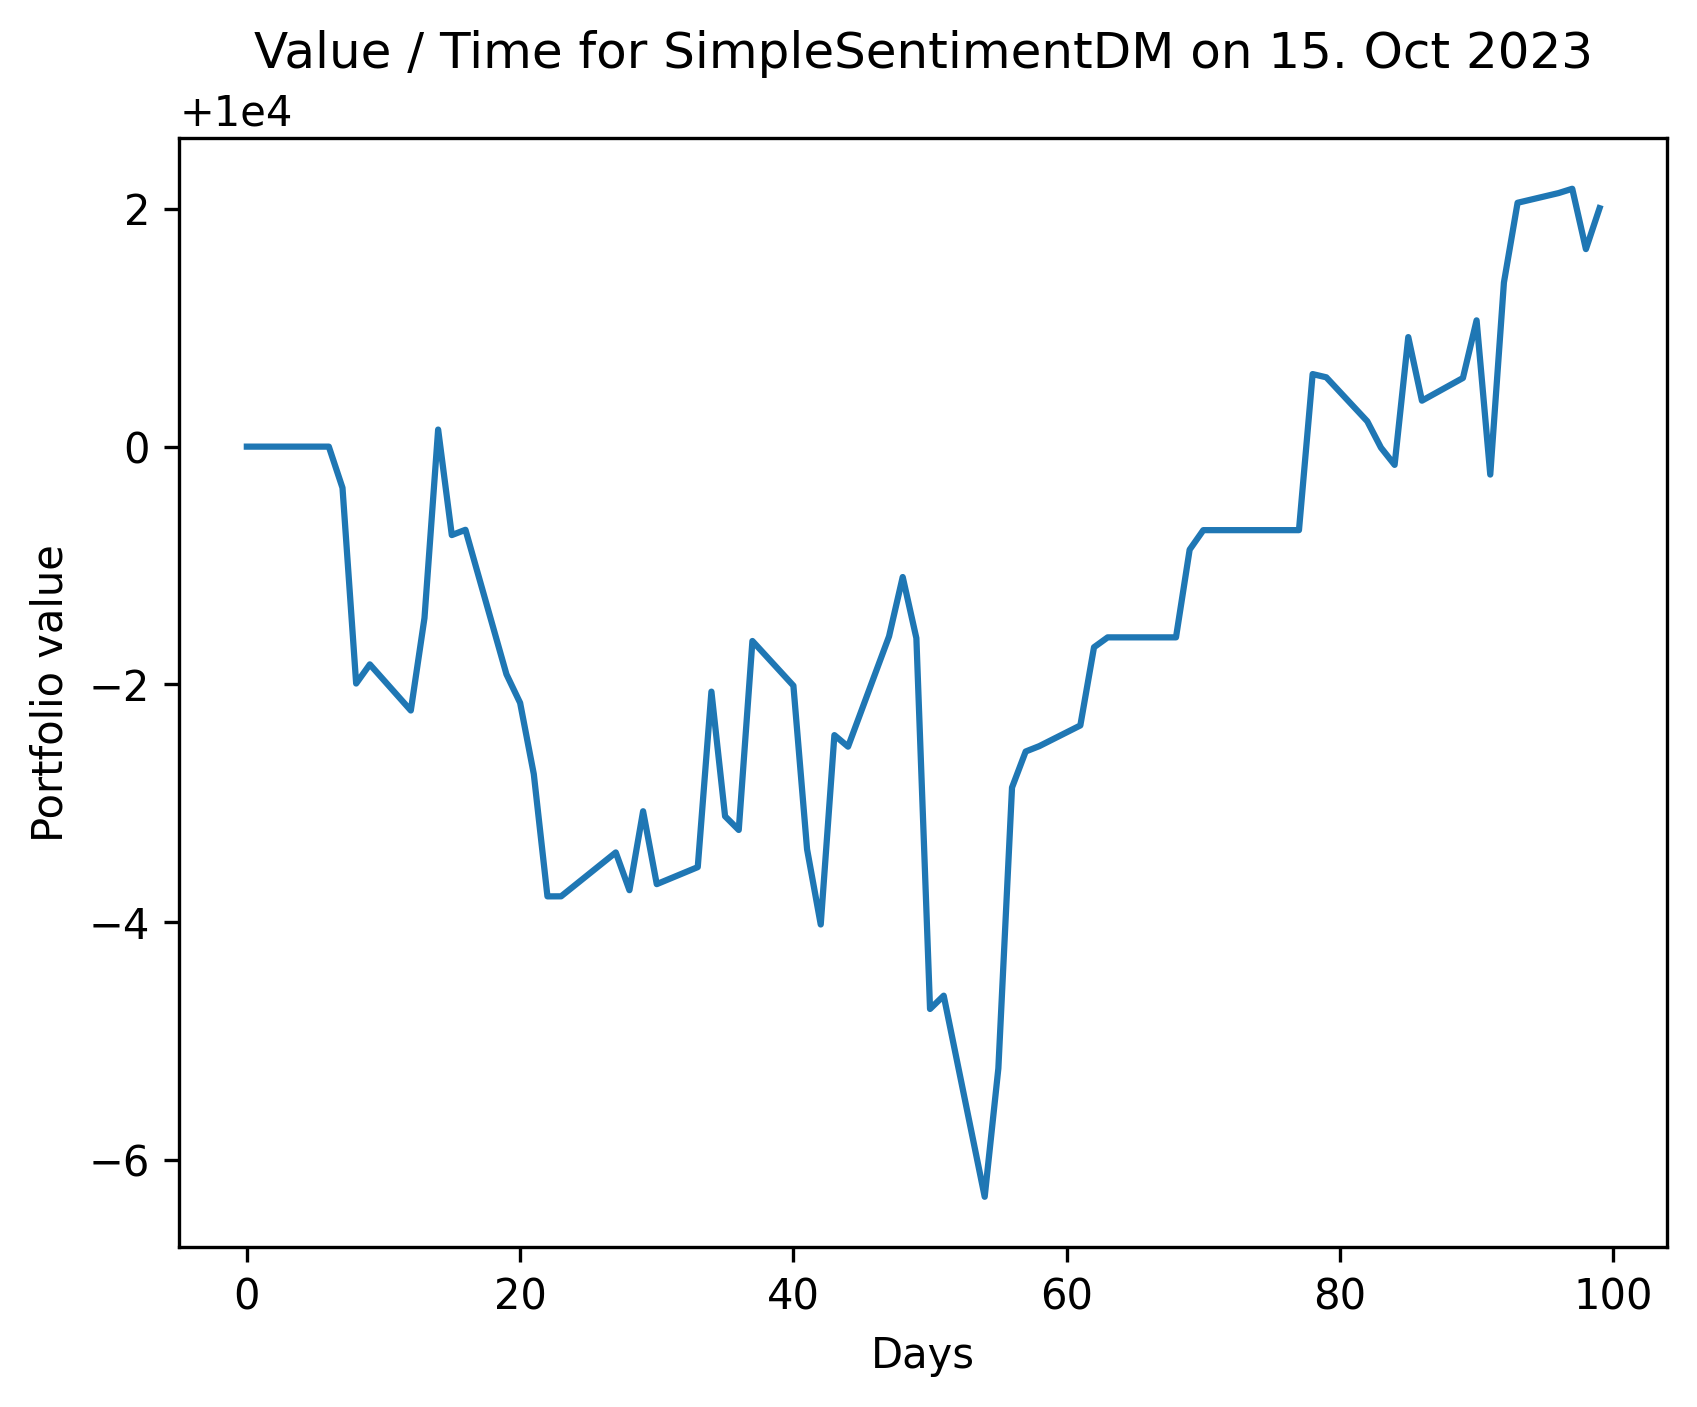 Value / Time for SimpleSentimentDM on 15. Oct 2023
+1e4
2
0
−2
−4
−6
Portfolio value
0 20 40 60 80 100
Days